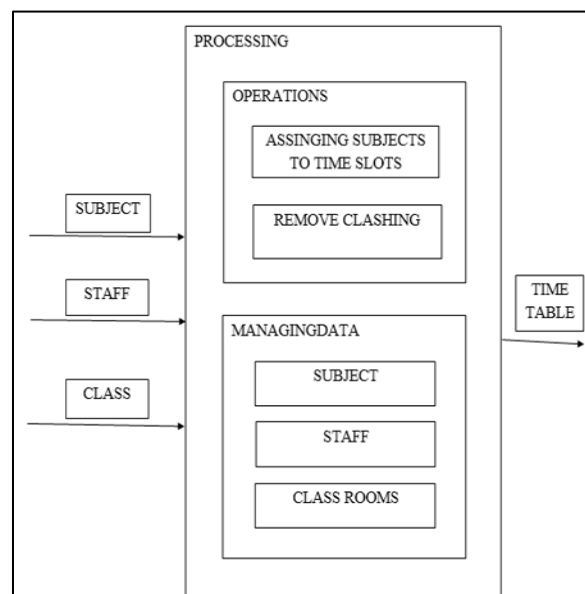 PROCESSING
OPERATIONS
ASSINGING SUBJECTS
TO TIME SLOTS
REMOVE CLASHING
SUBJECT
STAFF
CLASS
MANAGINGDATA
SUBJECT
STAFF
CLASS ROOMS
TIME
TABLE